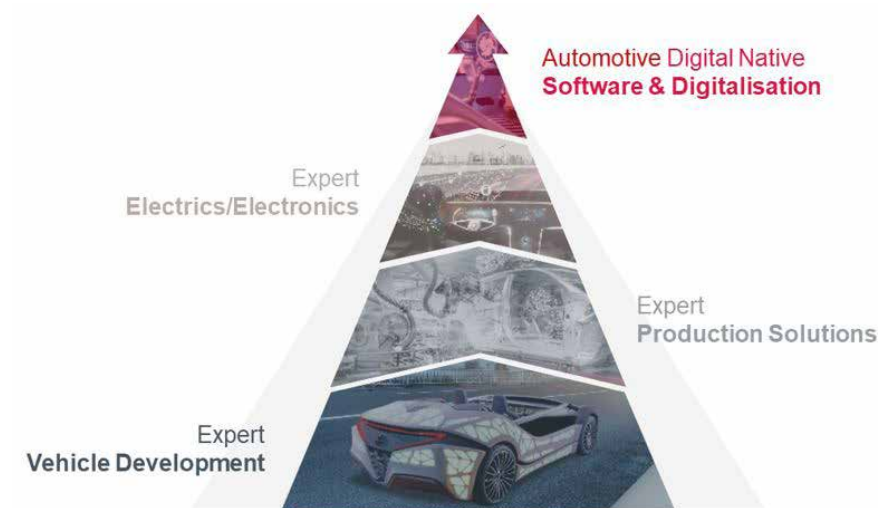 Automotive Digital Native
Software & Digitalisation
Expert
Electrics/Electronics
Expert
Production Solutions
Expert
Vehicle Development